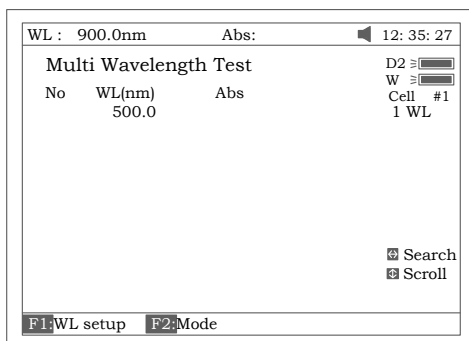 WL : 900.0nm Abs: 12: 35: 27
Multi Wavelength Test
D2
W
No WL(nm) Abs
Cell #1
500.0
1 WL
Search
Scroll
F1:WL setup F2:Mode